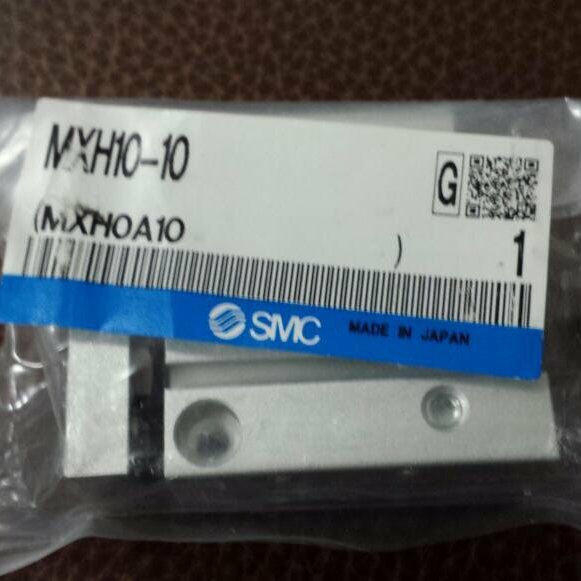 MXH10-10
G
(MXH0A10 )
1
SMC MADE IN JAPAN